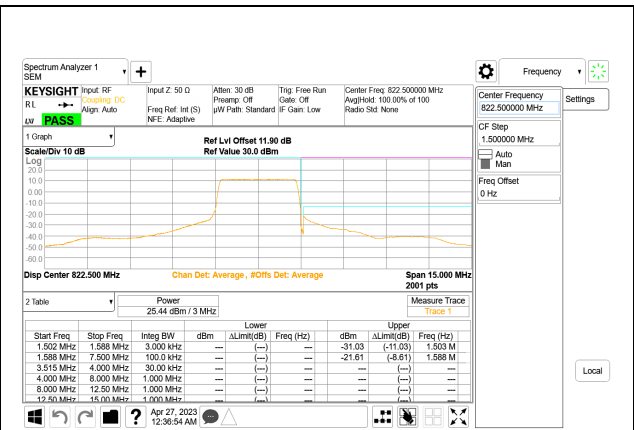 Spectrum Analyzer 1
SEM
Frequency
KEYSIGHT Input: RF Input Z: 50 Ω Atten: 30 dB Trig: Free Run Center Freq: 822.500000 MHz
RL Coupling: DC Preamp: Off Gate: Off Avg|Hold: 100.00% of 100
Align: Auto Freq Ref: Int (S) µW Path: Standard IF Gain: Low Radio Std: None
LXI PASS NFE: Adaptive
Center Frequency
822.500000 MHz
Settings
CF Step
1.500000 MHz
Auto
Man
Freq Offset
0 Hz
1 Graph
Ref Lvl Offset 11.90 dB
Scale/Div 10 dB Ref Value 30.0 dBm
Log
20.0
10.0
0.00
-10.0
-20.0
-30.0
-40.0
-50.0
-60.0
Disp Center 822.500 MHz Chan Det: Average , #Offs Det: Average Span 15.000 MHz
2001 pts
2 Table Power Measure Trace
25.44 dBm / 3 MHz Trace 1
Lower Upper
Start Freq Stop Freq Integ BW dBm ΔLimit(dB) Freq (Hz) dBm ΔLimit(dB) Freq (Hz)
1.502 MHz 1.588 MHz 3.000 kHz --- (---) --- -31.03 (-11.03) 1.503 M
1.588 MHz 7.500 MHz 100.0 kHz --- (---) --- -21.61 (-8.61) 1.588 M
3.515 MHz 4.000 MHz 30.00 kHz --- (---) --- --- (---) ---
4.000 MHz 8.000 MHz 1.000 MHz --- (---) --- --- (---) ---
8.000 MHz 12.50 MHz 1.000 MHz --- (---) --- --- (---) ---
12.50 MHz 15.00 MHz 1.000 MHz --- (---) --- --- (---) ---
Local
? Apr 27, 2023
12:36:54 AM